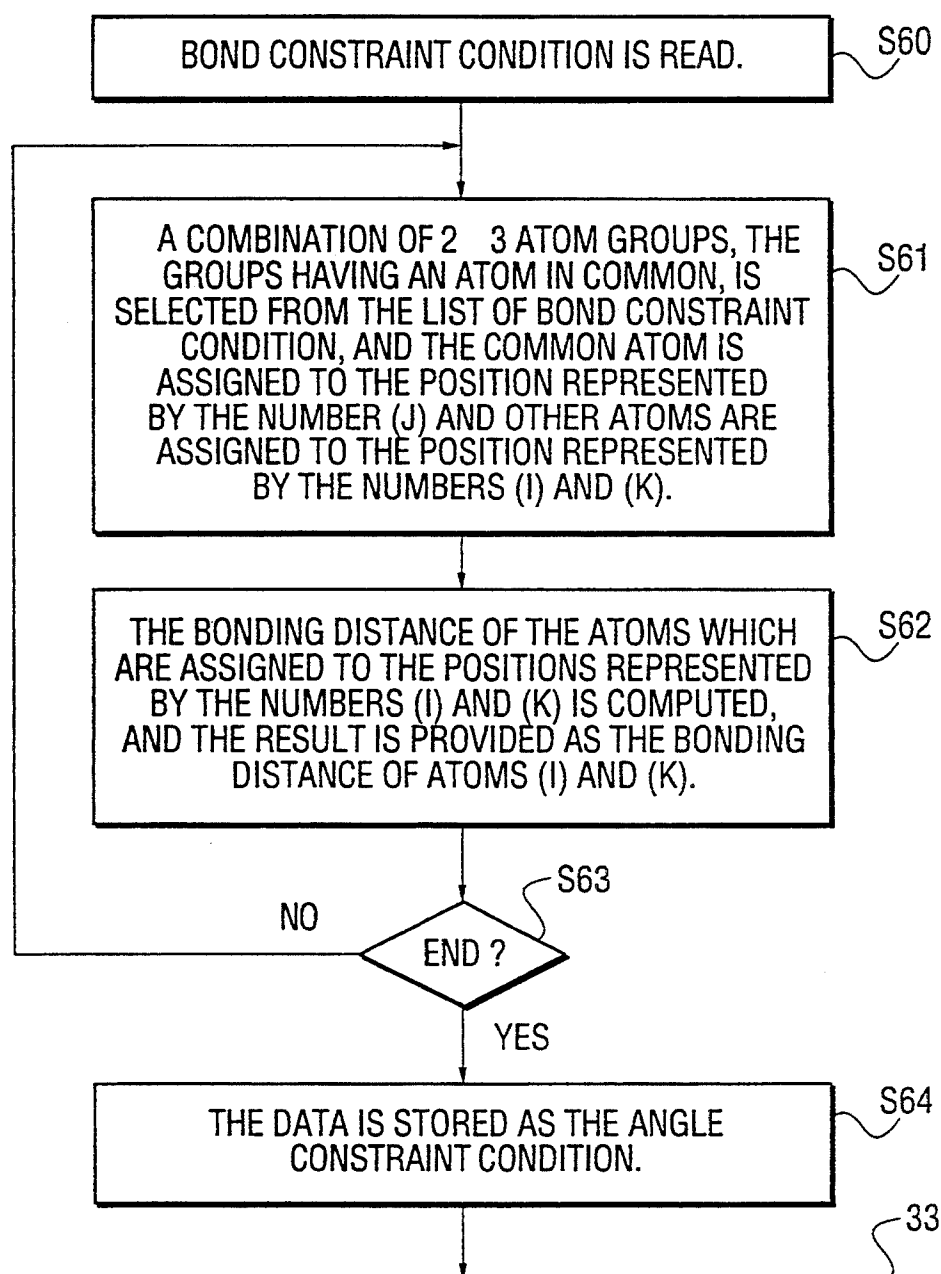 BOND CONSTRAINT CONDITION IS READ.
S60
A COMBINATION OF 2 3 ATOM GROUPS, THE
GROUPS HAVING AN ATOM IN COMMON, IS
SELECTED FROM THE LIST OF BOND CONSTRAINT
CONDITION, AND THE COMMON ATOM IS
ASSIGNED TO THE POSITION REPRESENTED
BY THE NUMBER (J) AND OTHER ATOMS ARE
ASSIGNED TO THE POSITION REPRESENTED
BY THE NUMBERS (I) AND (K).
S61
THE BONDING DISTANCE OF THE ATOMS WHICH
ARE ASSIGNED TO THE POSITIONS REPRESENTED
BY THE NUMBERS (I) AND (K) IS COMPUTED,
AND THE RESULT IS PROVIDED AS THE BONDING
DISTANCE OF ATOMS (I) AND (K).
S62
S63
NO
END ?
YES
THE DATA IS STORED AS THE ANGLE
CONSTRAINT CONDITION.
S64
33